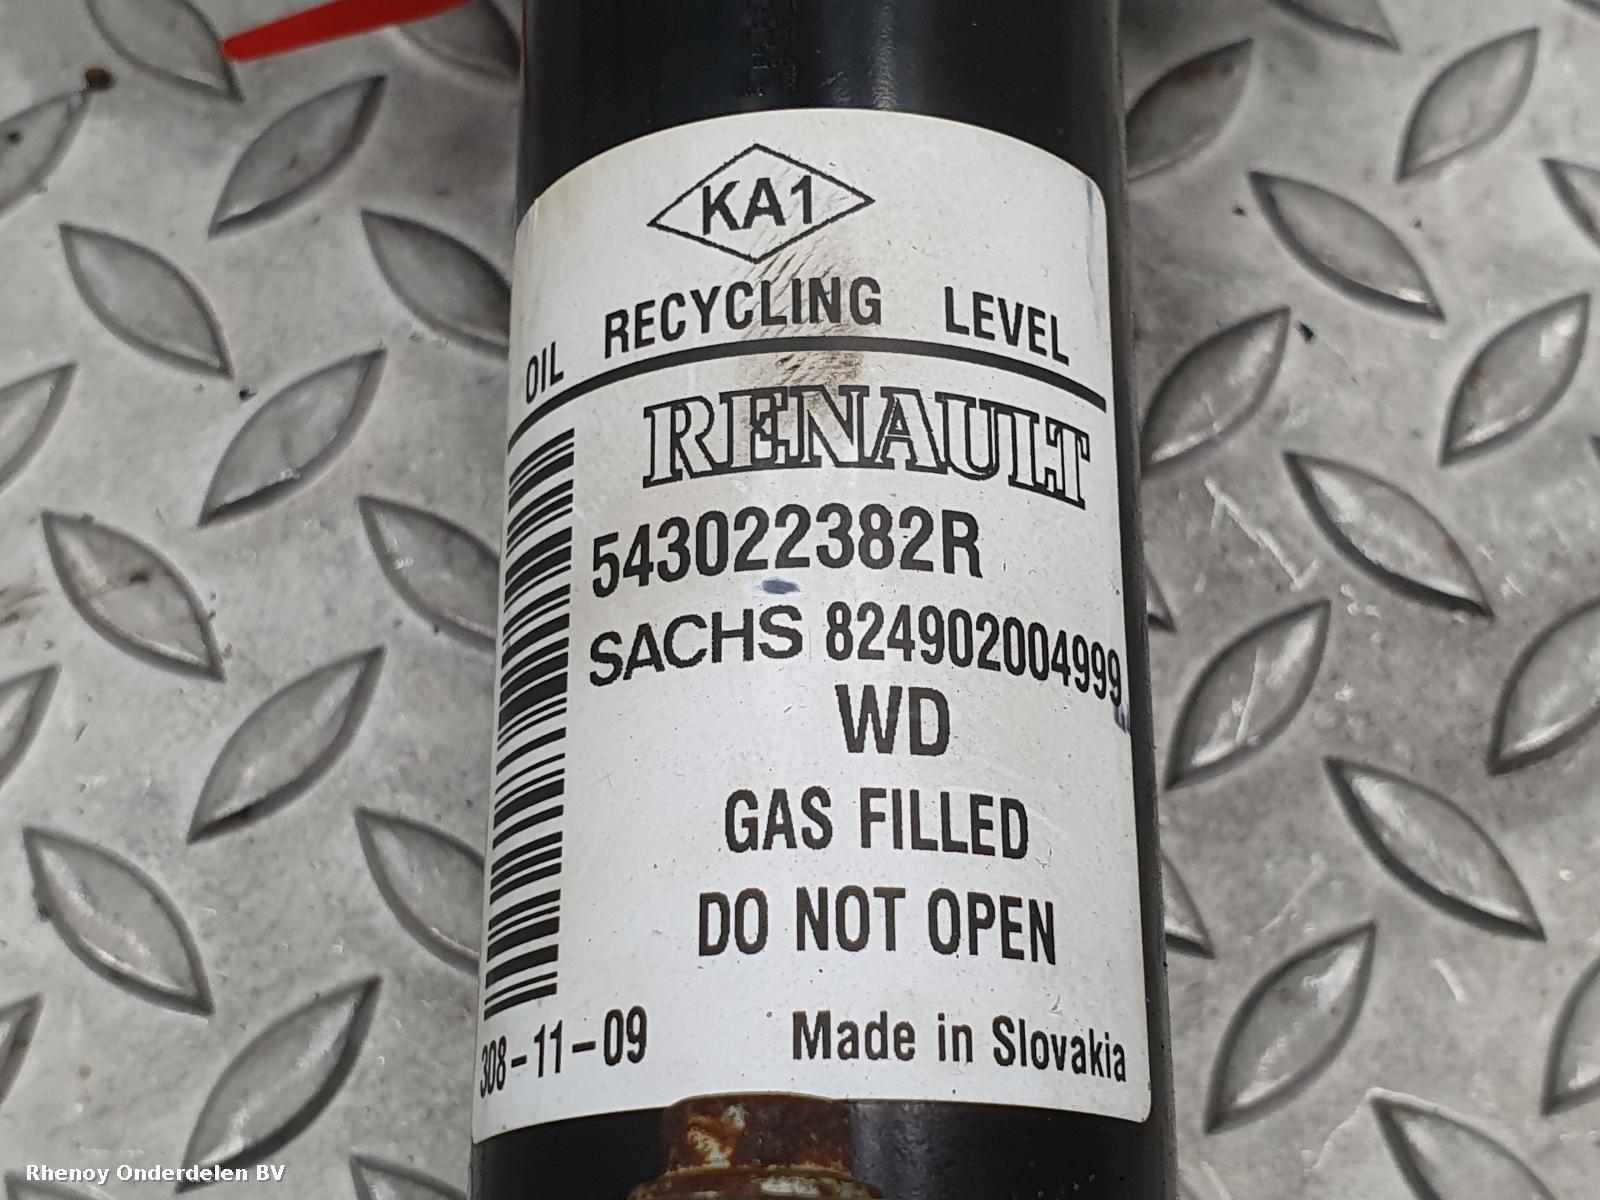 KA1
OIL RECYCLING LEVEL
RENAULT
543022382R
SACHS 824902004999
WD
GAS FILLED
DO NOT OPEN
308-11-09 Made in Slovakia
Rhenoy Onderdelen BV